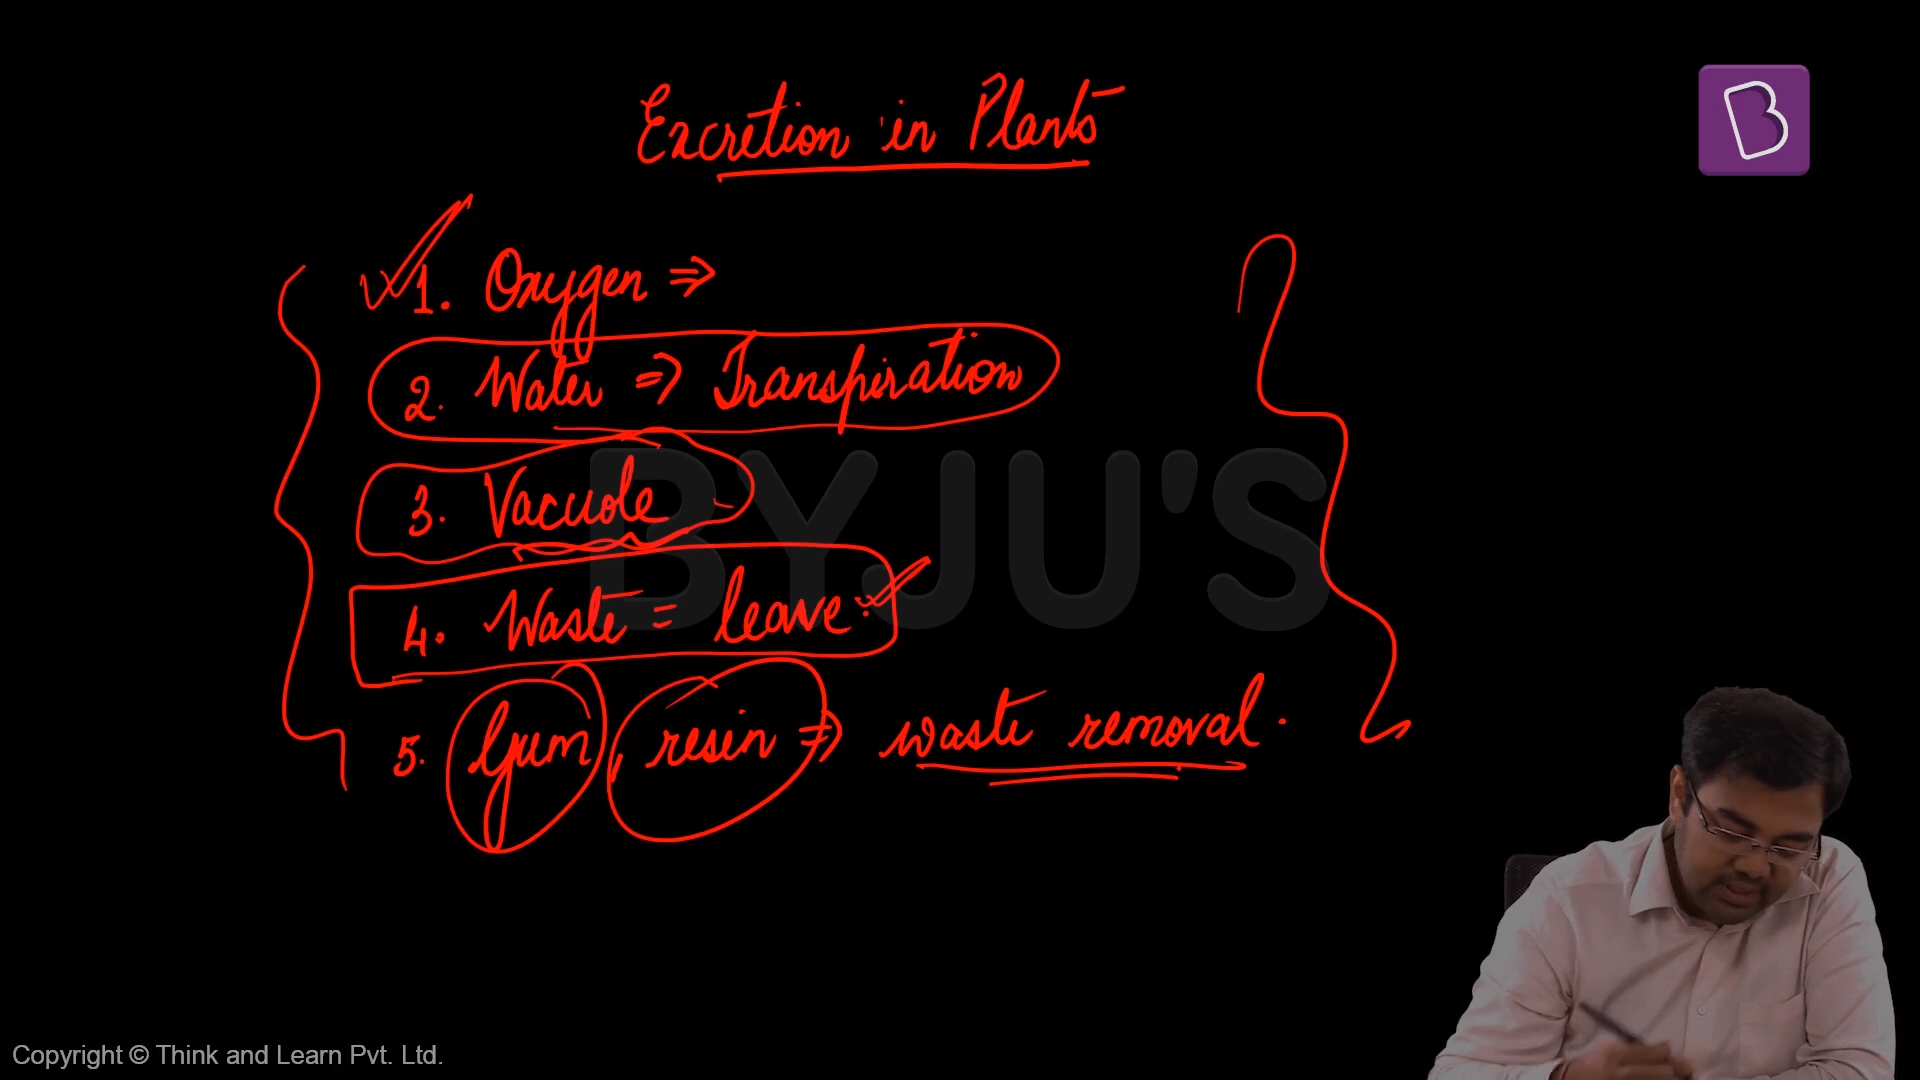 Excretion in Plants
B
1. Oxygen ⇒
2. Water ⇒ Transpiration
3. Vacuole
BYJU'S
4. Waste = leave.
5. Gum, resin ⇒ waste removal.
Copyright © Think and Learn Pvt. Ltd.